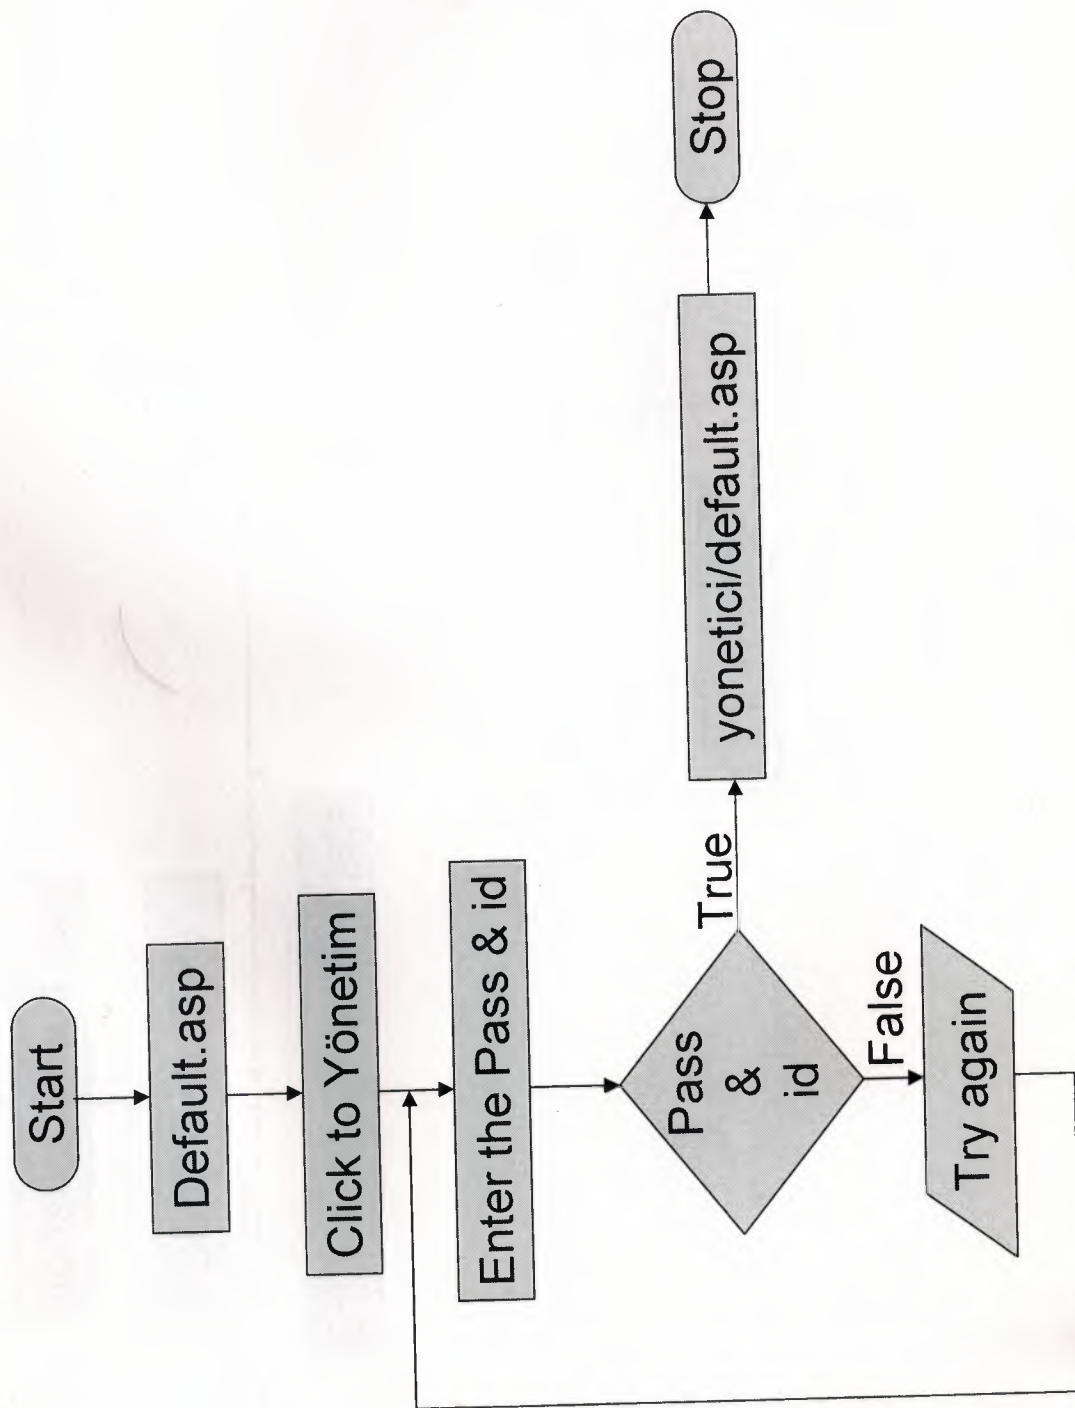 Start
Default.asp
Click to Yönetim
Enter the Pass & id
Pass
&
id
True
yonetici/default.asp
Stop
False
Try again